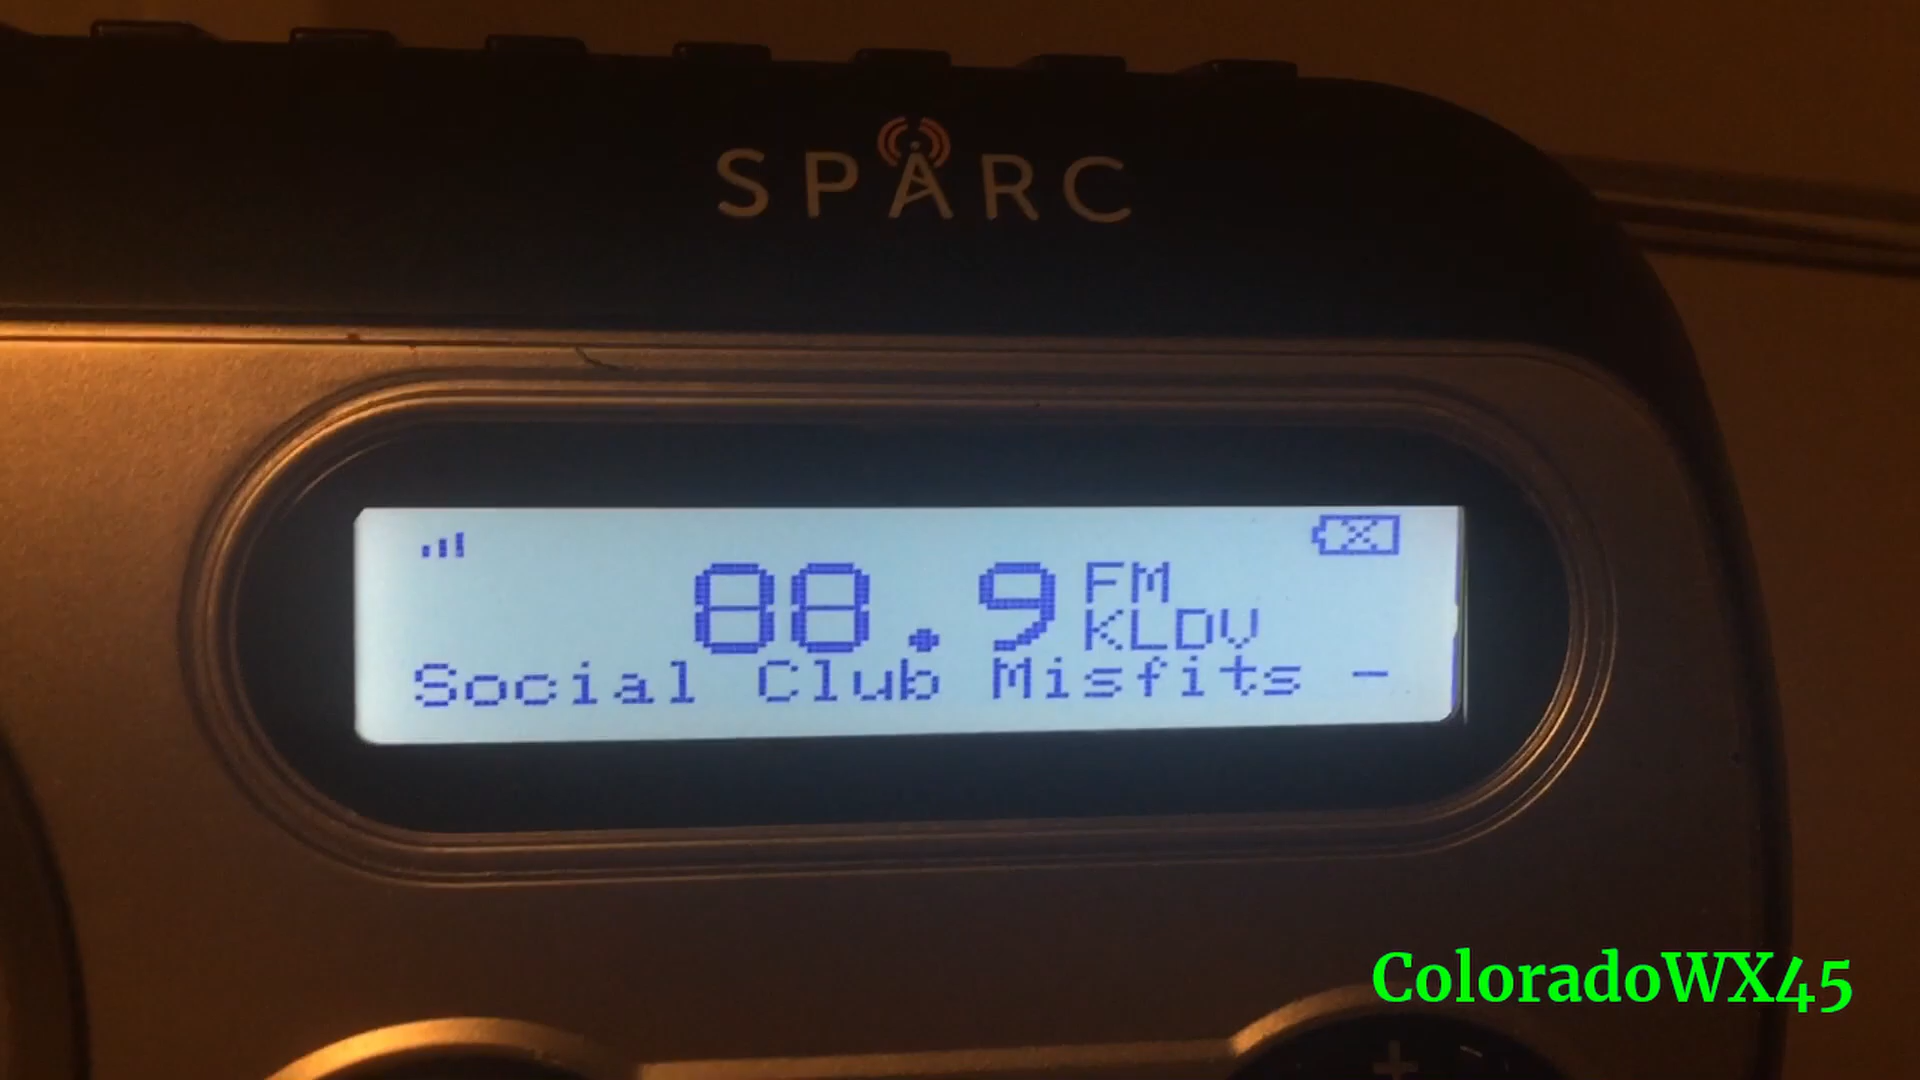 SPARC
88.9 FM
KLDV
Social Club Misfits -
ColoradoWX45